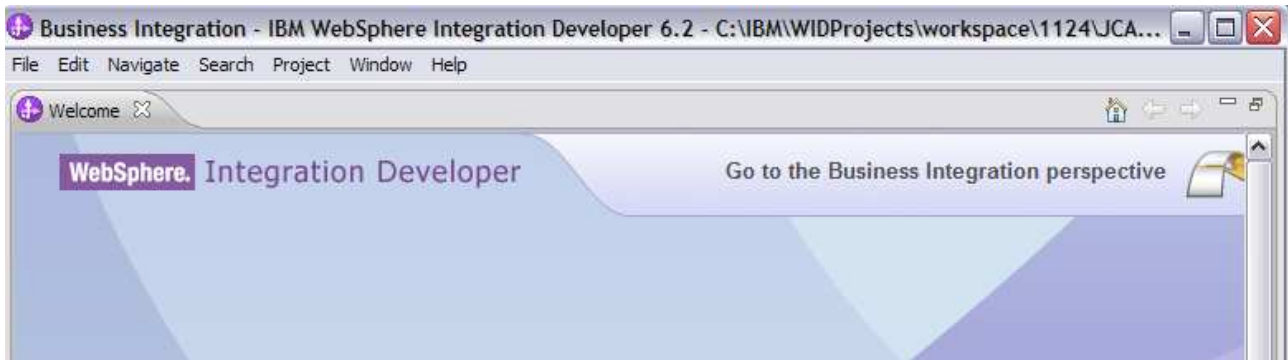 Business Integration - IBM WebSphere Integration Developer 6.2 - C:\IBM\WIDProjects\workspace\1124\JCA...
File Edit Navigate Search Project Window Help
Welcome
WebSphere. Integration Developer
Go to the Business Integration perspective